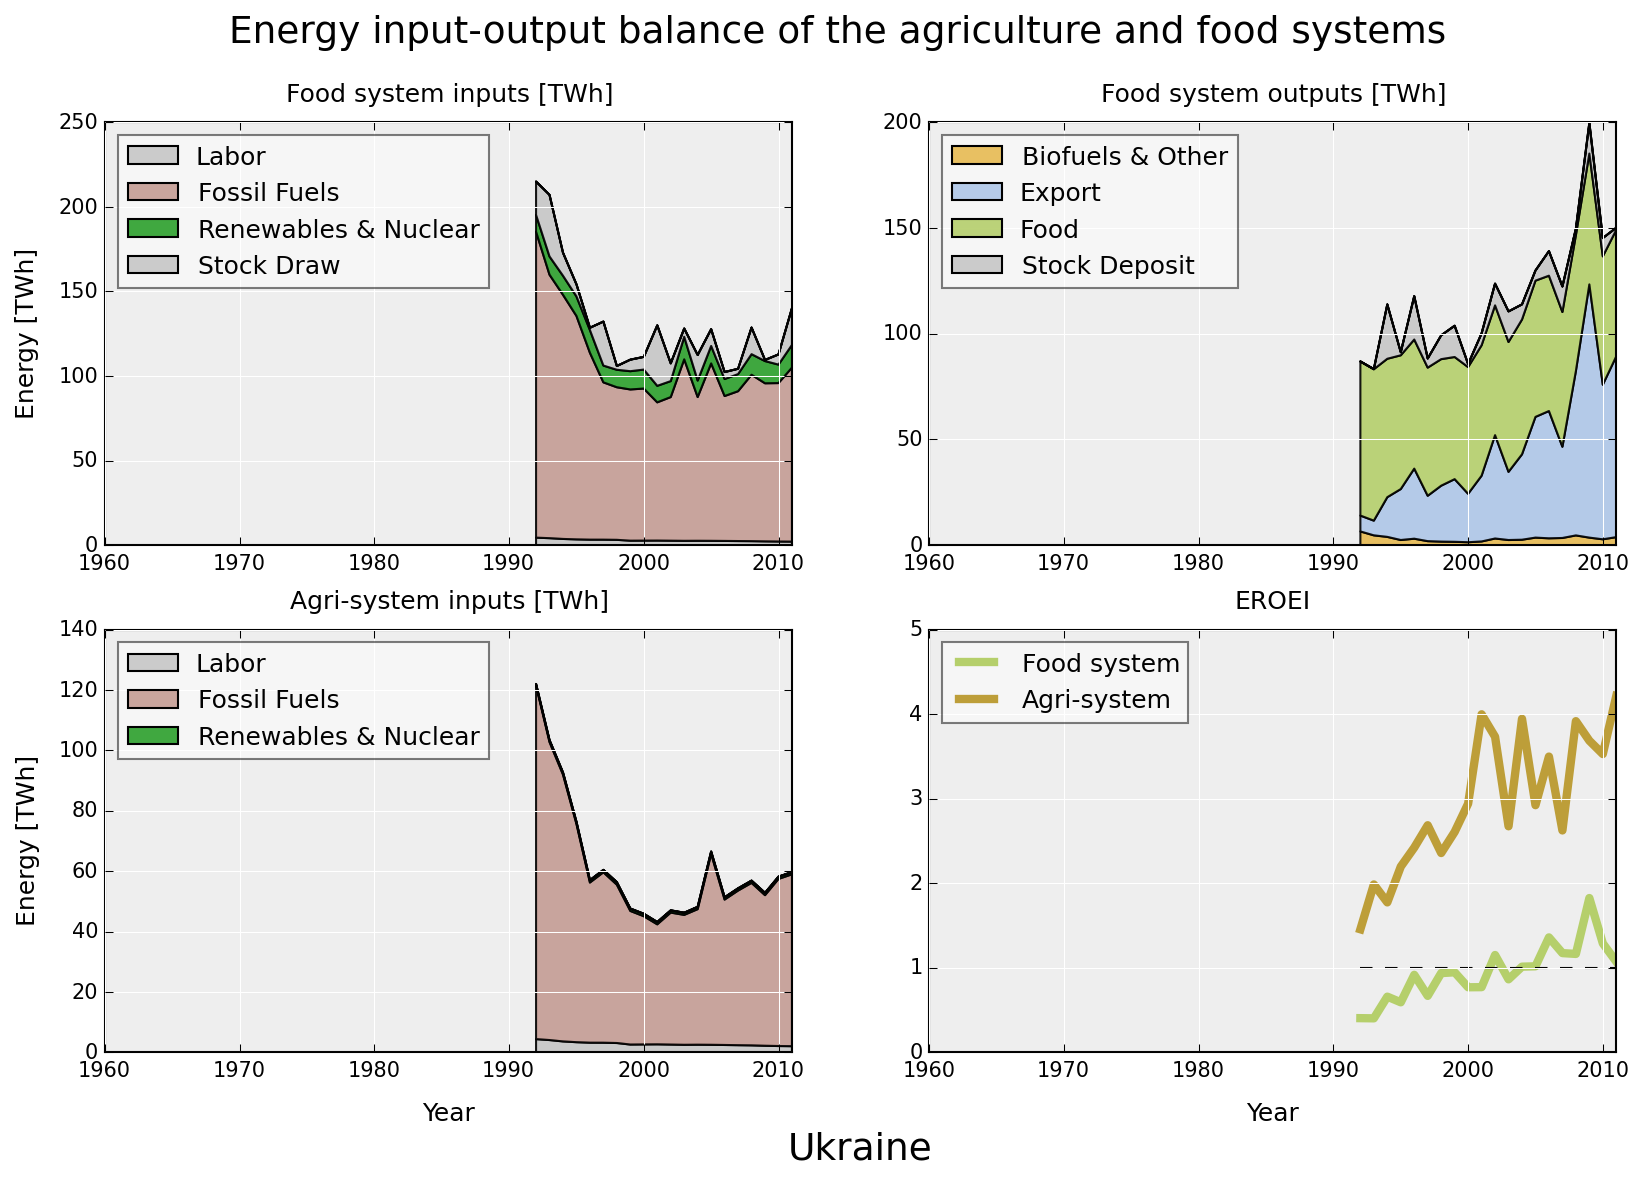 Energy input-output balance of the agriculture and food systems
Food system inputs [TWh]
Energy [TWh]
250
200
150
100
50
0
Labor
Fossil Fuels
Renewables & Nuclear
Stock Draw
1960 1970 1980 1990 2000 2010
Food system outputs [TWh]
200
150
100
50
0
Biofuels & Other
Export
Food
Stock Deposit
1960 1970 1980 1990 2000 2010
Agri-system inputs [TWh]
Energy [TWh]
140
120
100
80
60
40
20
0
Labor
Fossil Fuels
Renewables & Nuclear
1960 1970 1980 1990 2000 2010
Year
EROEI
5
4
3
2
1
0
Food system
Agri-system
1960 1970 1980 1990 2000 2010
Year
Ukraine